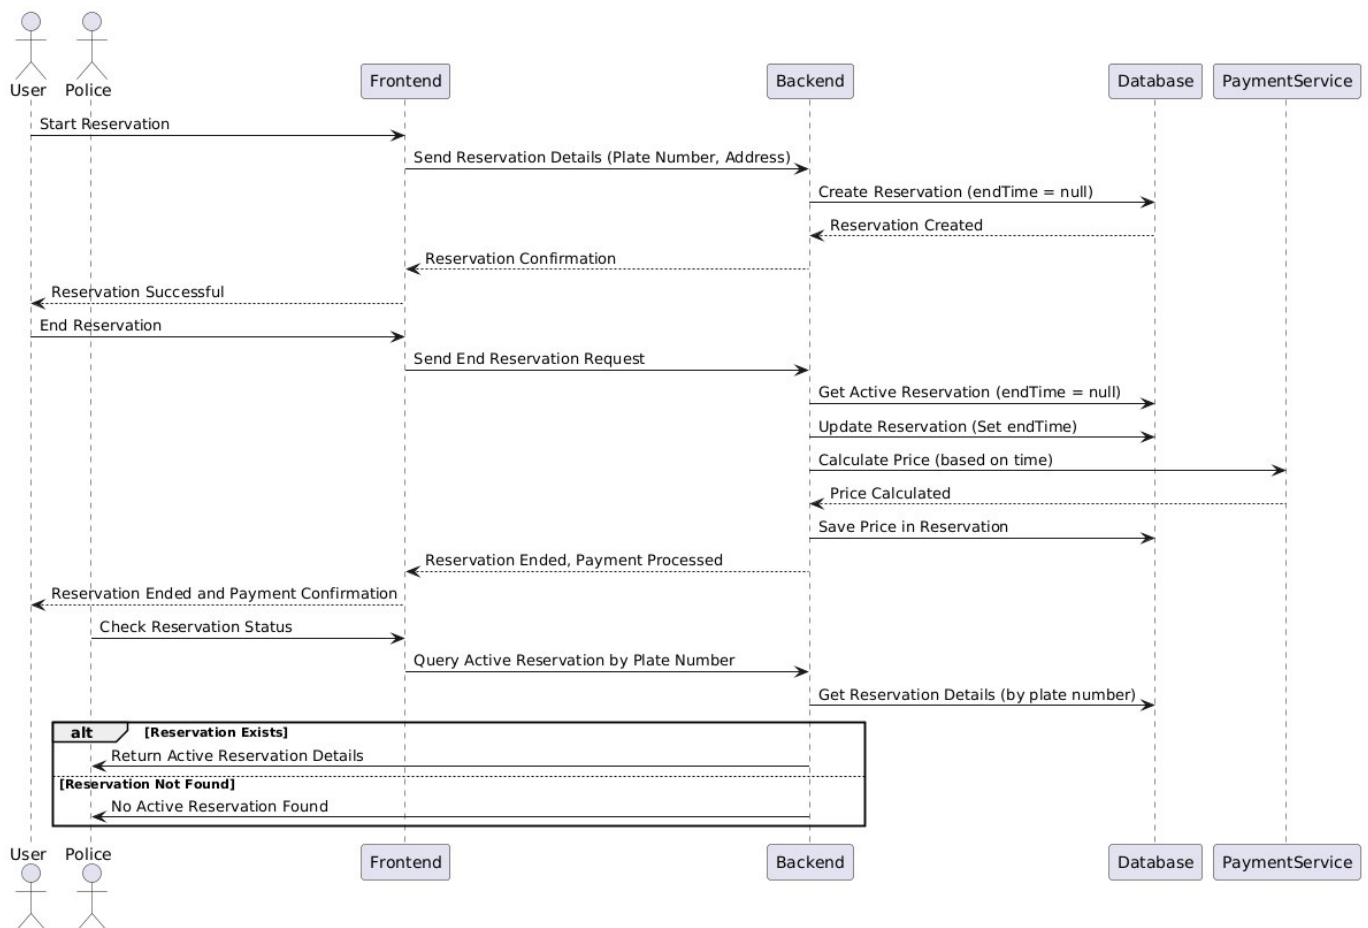 User
Police
Frontend
Backend
Database
PaymentService
Start Reservation
Send Reservation Details (Plate Number, Address)
Create Reservation (endTime = null)
Reservation Created
Reservation Confirmation
Reservation Successful
End Reservation
Send End Reservation Request
Get Active Reservation (endTime = null)
Update Reservation (Set endTime)
Calculate Price (based on time)
Price Calculated
Save Price in Reservation
Reservation Ended, Payment Processed
Reservation Ended and Payment Confirmation
Check Reservation Status
Query Active Reservation by Plate Number
Get Reservation Details (by plate number)
alt [Reservation Exists]
Return Active Reservation Details
[Reservation Not Found]
No Active Reservation Found
User
Police
Frontend
Backend
Database
PaymentService